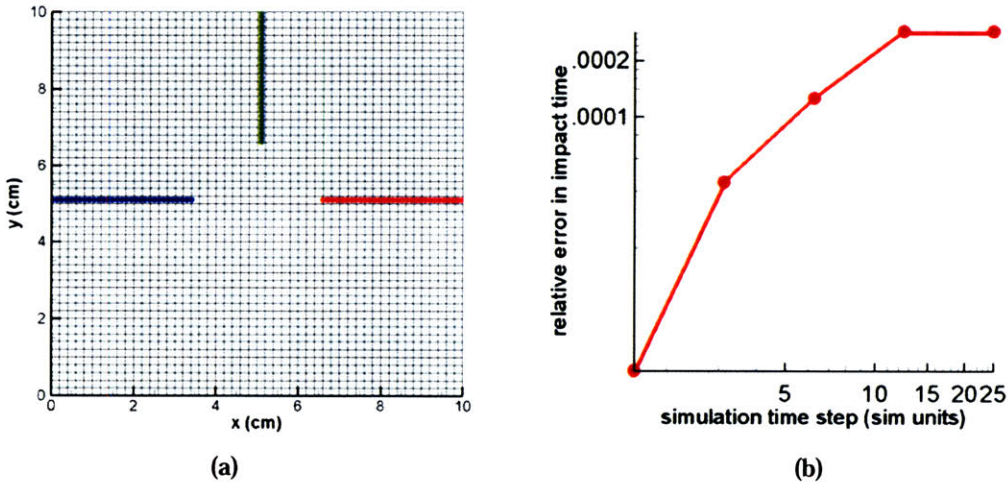 10
8
6
4
2
0
y (cm)
0 2 4 6 8 10
x (cm)
(a)
relative error in impact time
.0002
.0001
5 10 15 20 25
simulation time step (sim units)
(b)